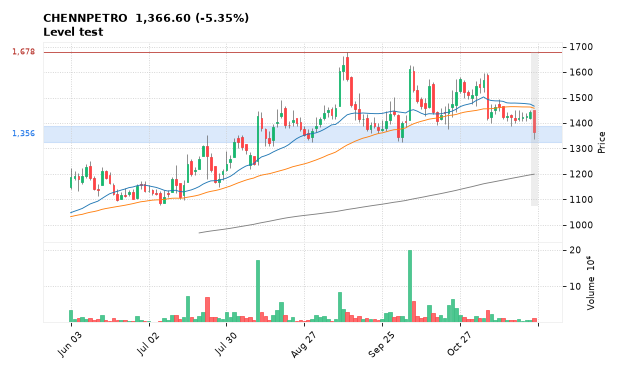 CHENNPETRO 1,366.60 (-5.35%)
Level test
1,678
1,356
1700
1600
1500
1400
1300
1200
1100
1000
Price
20
10
Volume 10⁶
Jun 03
Jul 02
Jul 30
Aug 27
Sep 25
Oct 27